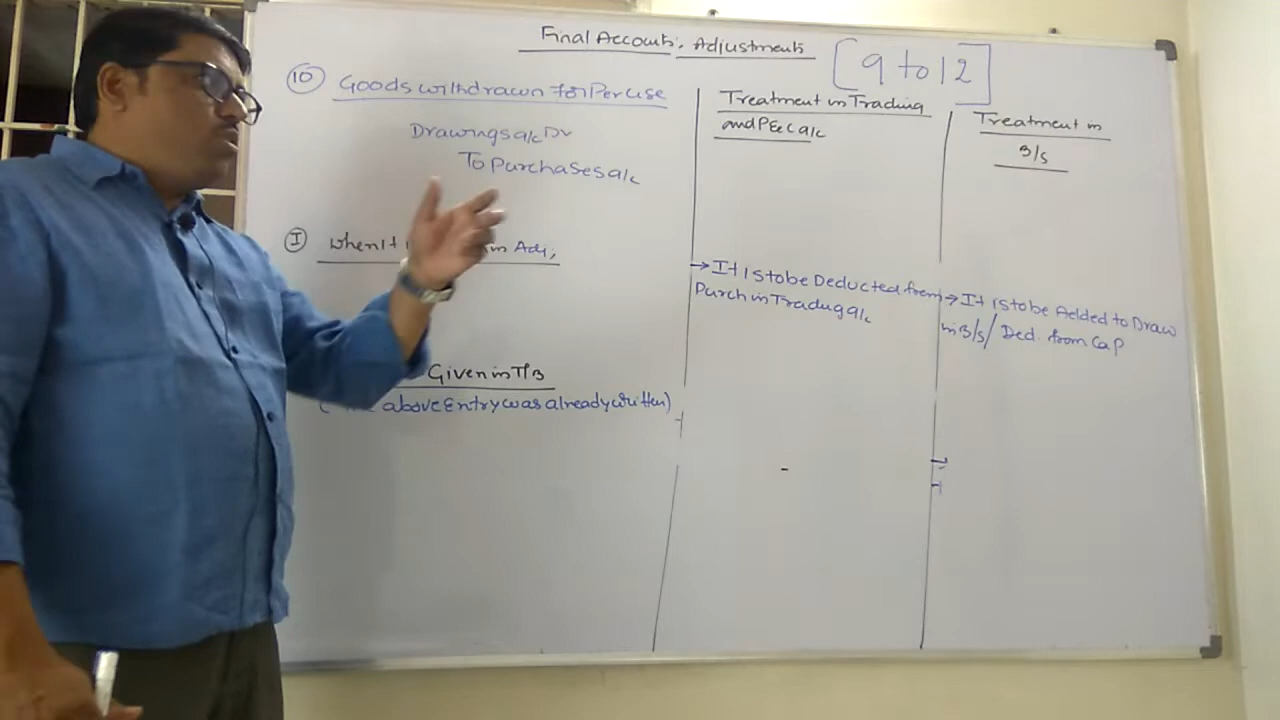 Final Accounts, Adjustments
[9 to 12]
10 Goods withdrawn for Per use
Drawings a/c Dr
To Purchases a/c
Treatment in Trading
and P&L a/c
Treatment in
B/S
I When it in Adj;
→ It is to be Deducted from
Purch in Trading a/c
→ It is to be Added to Draw
in B/S / Ded. from Cap
Given in T/B
above Entry was already written)